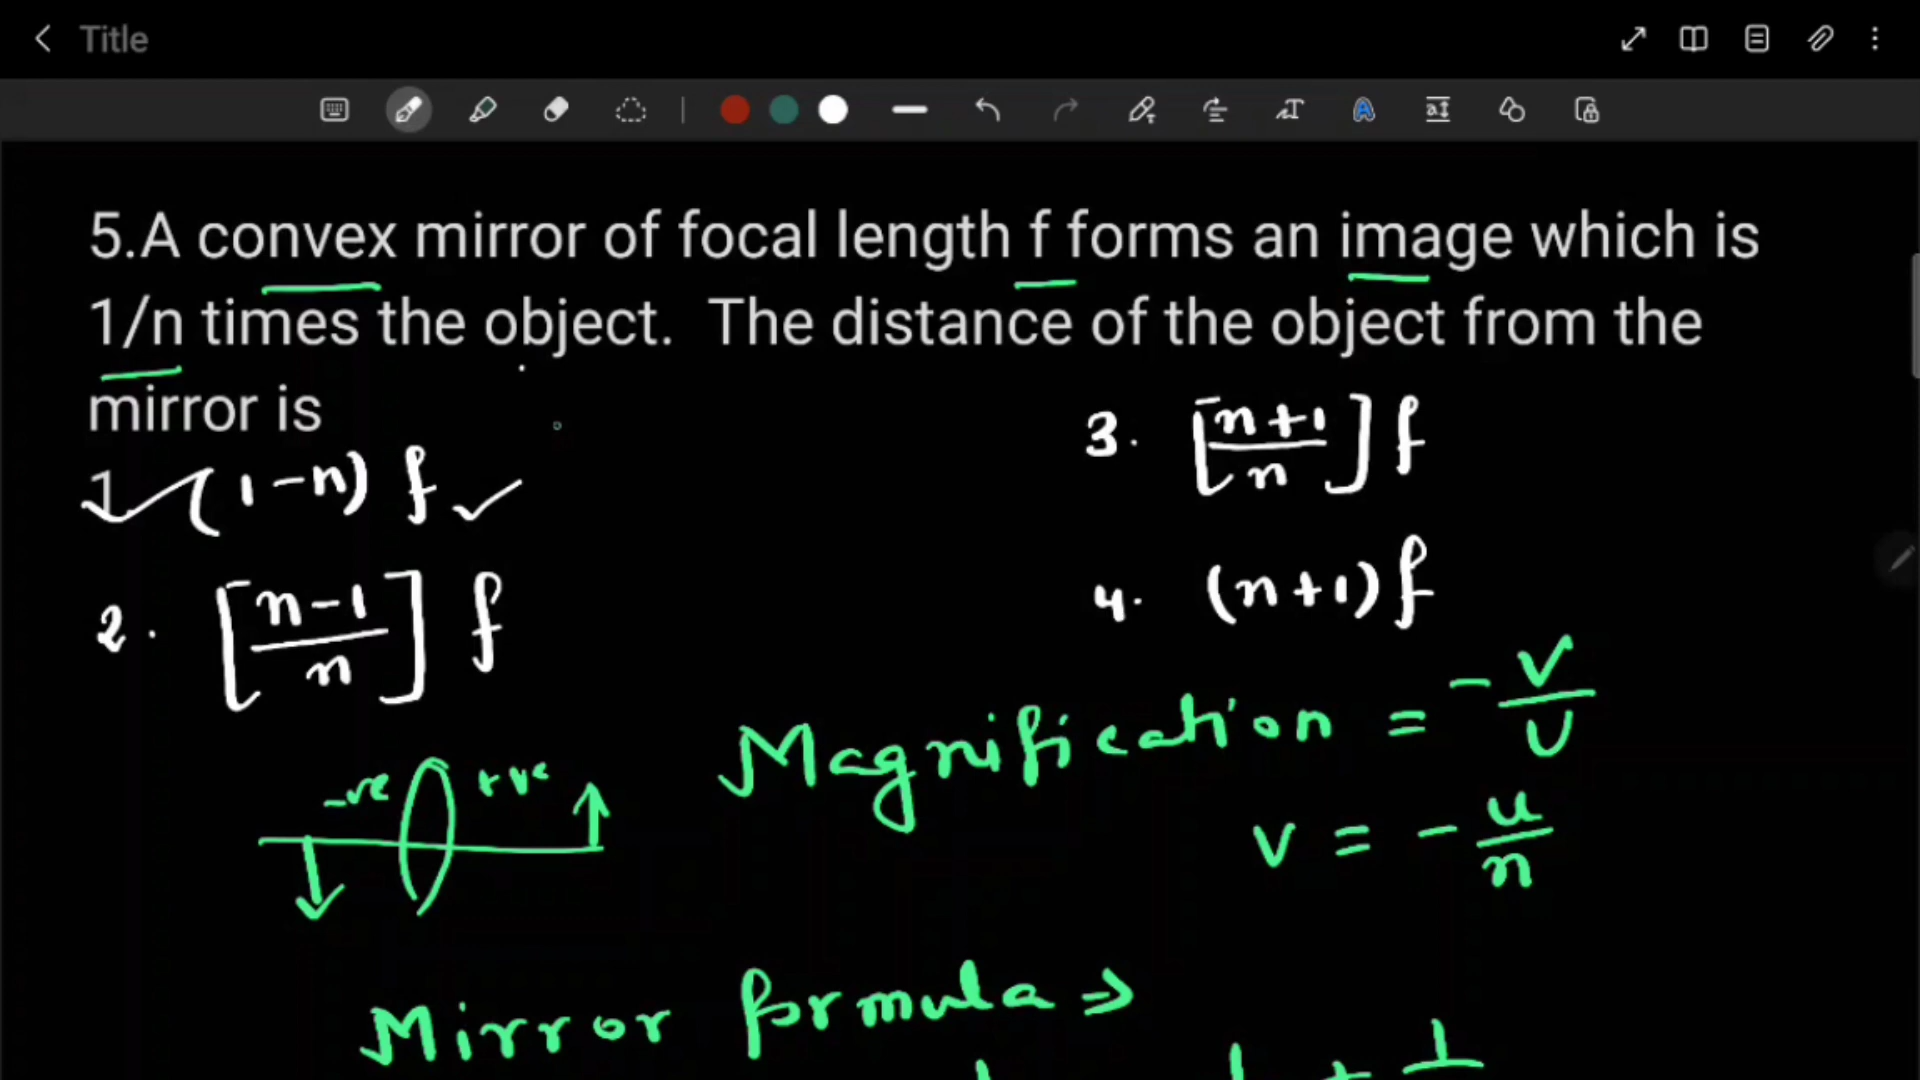 Title
5.A convex mirror of focal length f forms an image which is
1/n times the object. The distance of the object from the
mirror is
1 (1-n) f
2. [n-1/n] f
3. [n+1/n] f
4. (n+1) f
-ve +ve
Magnification = -v/u
v = -u/n
Mirror formula ⇒